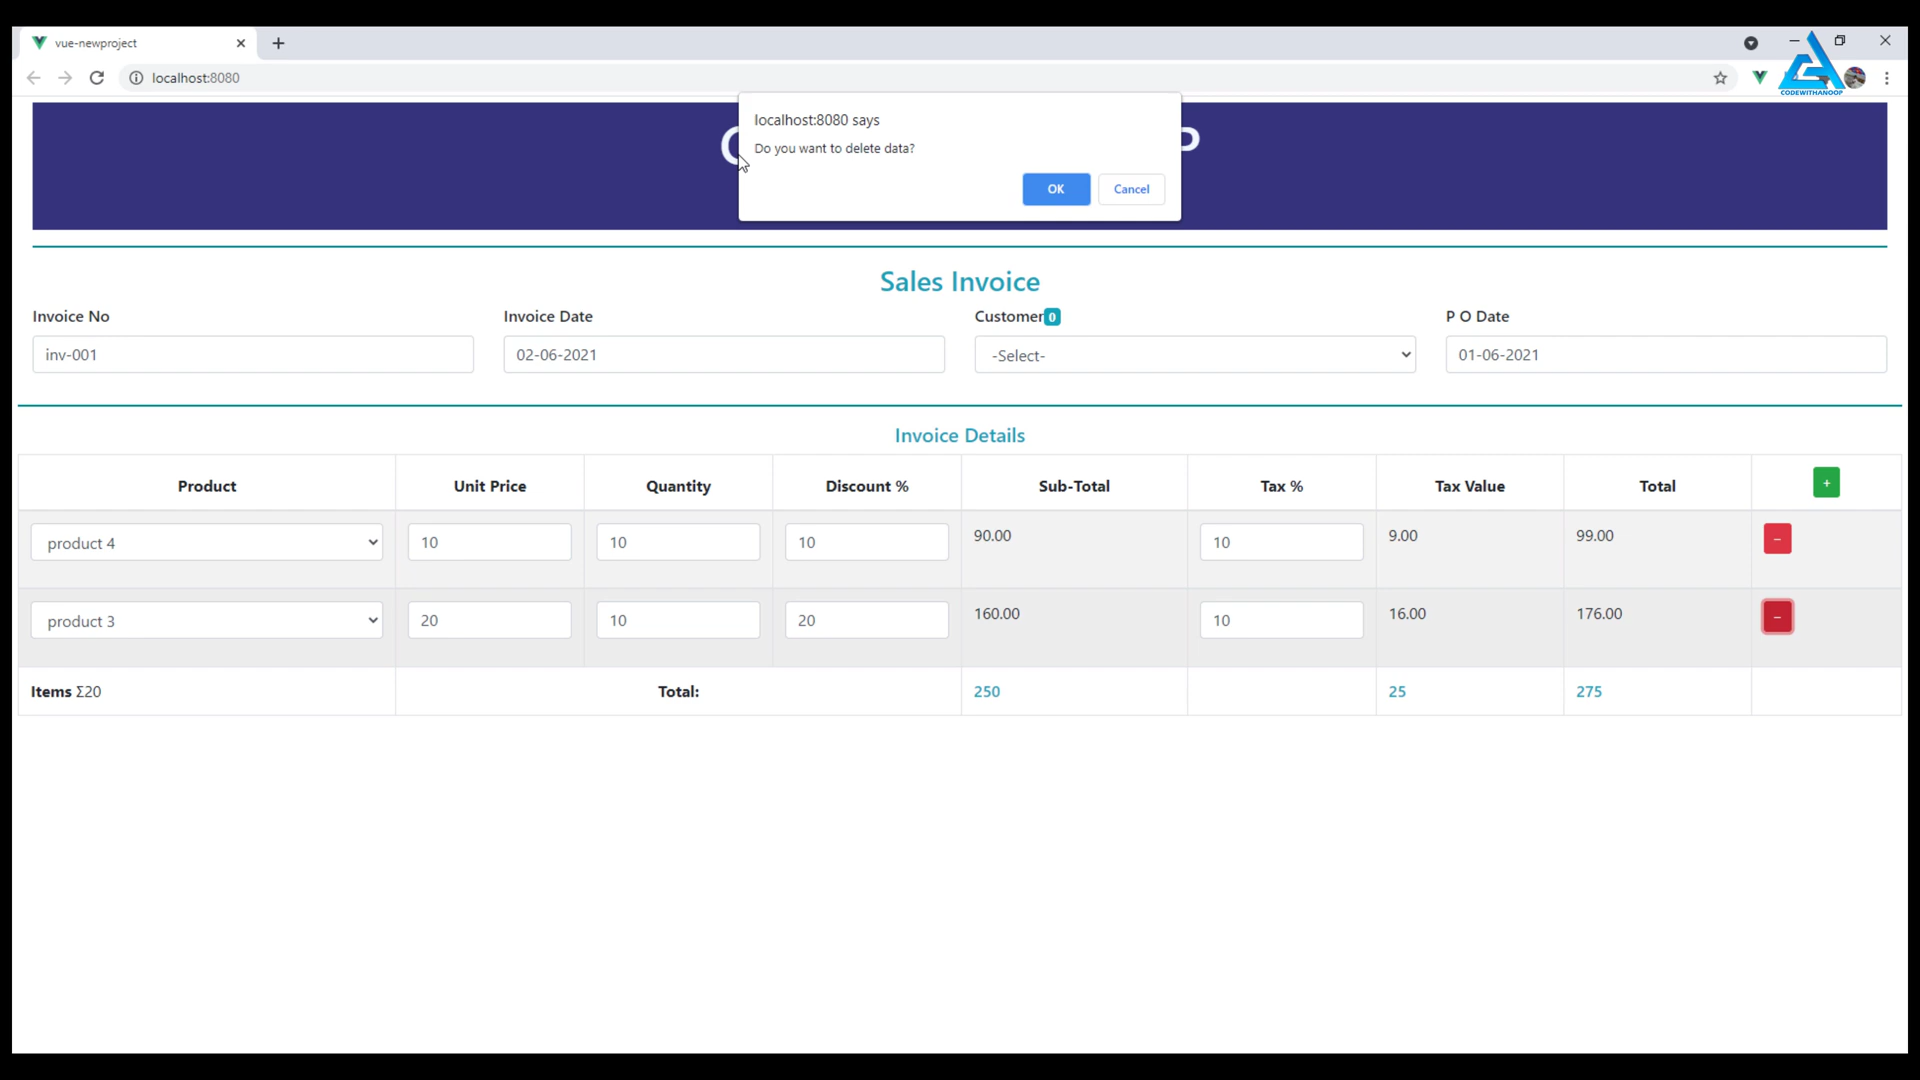 vue-newproject
localhost:8080
CODEWITHANOOP
localhost:8080 says
Do you want to delete data?
OK Cancel
Sales Invoice
Invoice No Invoice Date Customer 0 P O Date
inv-001 02-06-2021 -Select- 01-06-2021
Invoice Details
Product Unit Price Quantity Discount % Sub-Total Tax % Tax Value Total +
product 4 10 10 10 90.00 10 9.00 99.00 -
product 3 20 10 20 160.00 10 16.00 176.00 -
Items Σ20 Total: 250 25 275